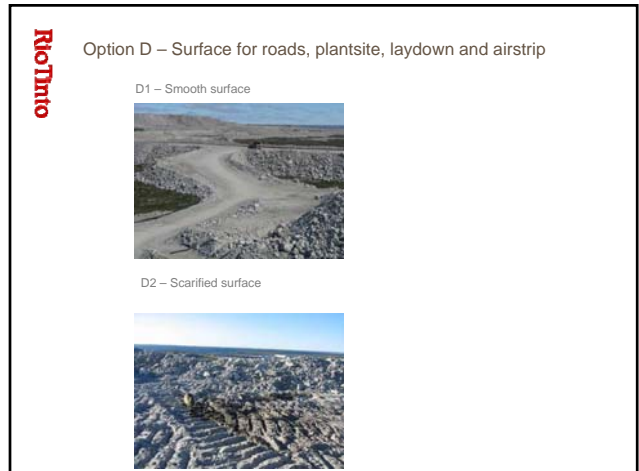 RioTinto
Option D – Surface for roads, plantsite, laydown and airstrip
D1 – Smooth surface
D2 – Scarified surface